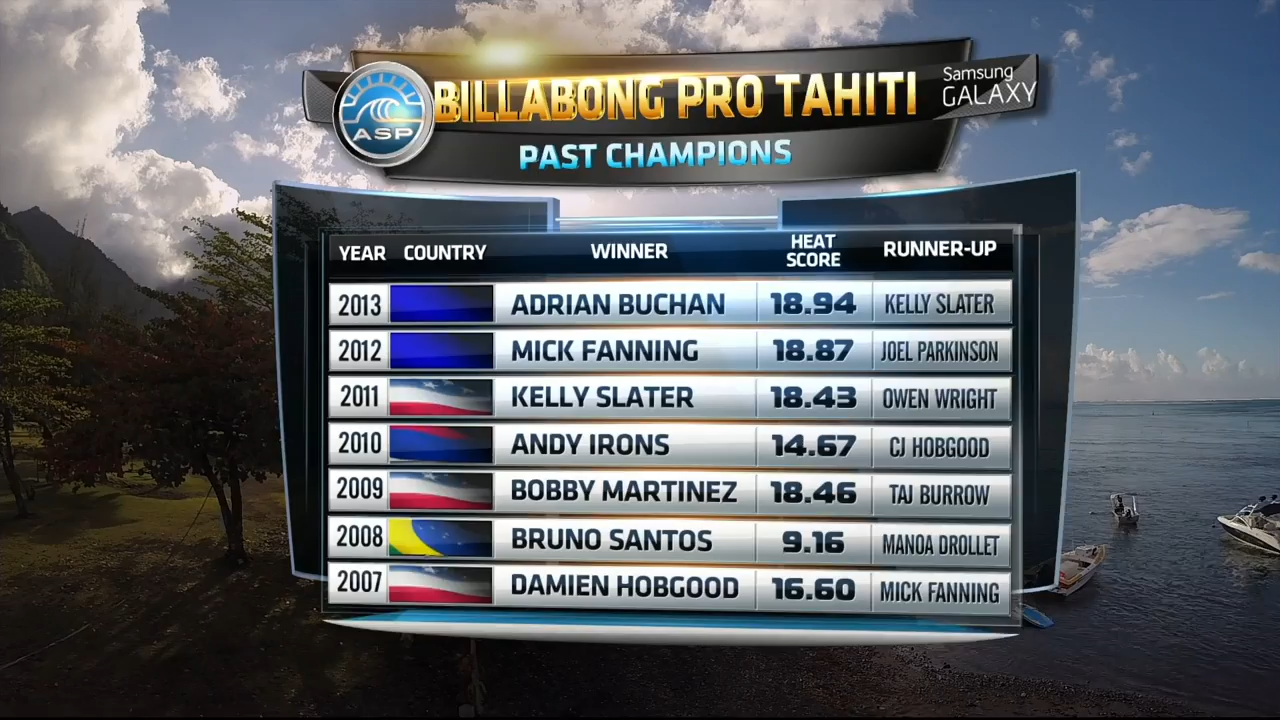 BILLABONG PRO TAHITI
Samsung
GALAXY
ASP
PAST CHAMPIONS
YEAR COUNTRY WINNER HEAT SCORE RUNNER-UP
2013 ADRIAN BUCHAN 18.94 KELLY SLATER
2012 MICK FANNING 18.87 JOEL PARKINSON
2011 KELLY SLATER 18.43 OWEN WRIGHT
2010 ANDY IRONS 14.67 CJ HOBGOOD
2009 BOBBY MARTINEZ 18.46 TAJ BURROW
2008 BRUNO SANTOS 9.16 MANOA DROLLET
2007 DAMIEN HOBGOOD 16.60 MICK FANNING